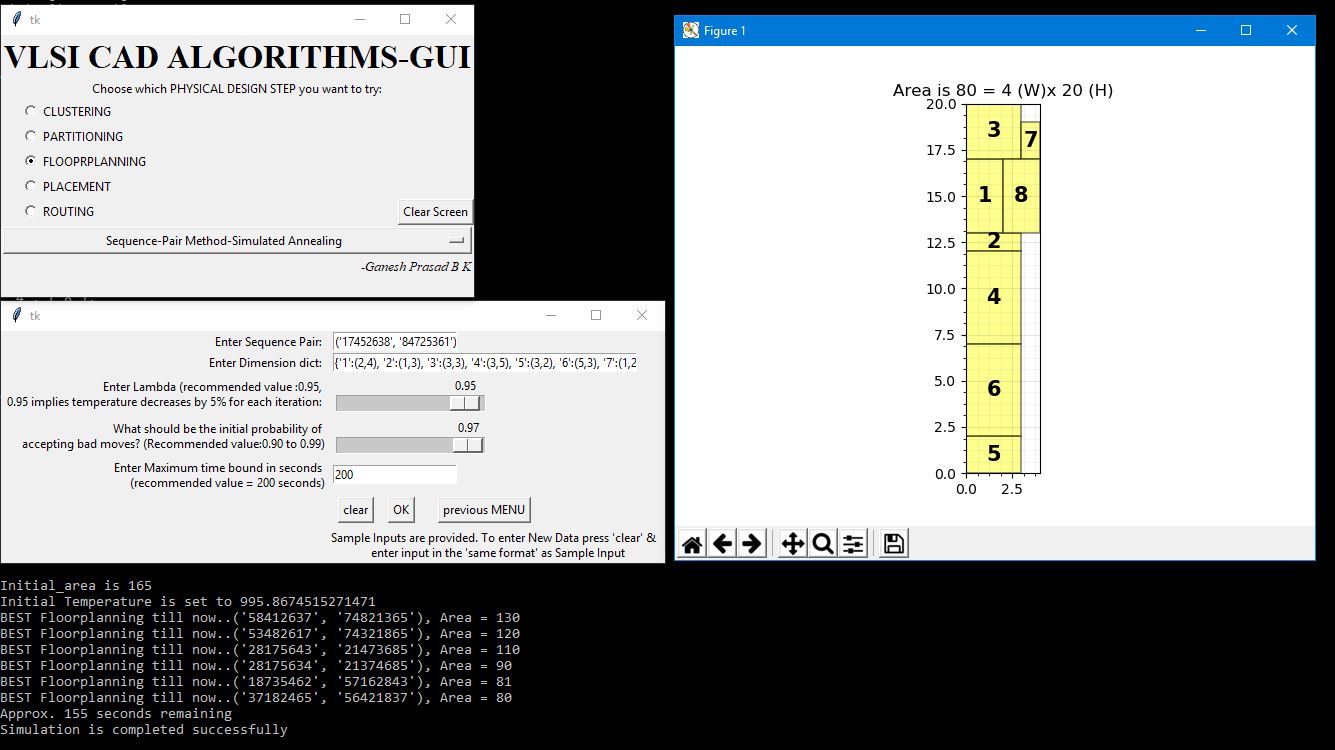 tk
VLSI CAD ALGORITHMS-GUI
Choose which PHYSICAL DESIGN STEP you want to try:
CLUSTERING
PARTITIONING
FLOOPRPLANNING
PLACEMENT
ROUTING
Clear Screen
Sequence-Pair Method-Simulated Annealing
-Ganesh Prasad B K
tk
Enter Sequence Pair: ('17452638', '84725361')
Enter Dimension dict: {'1':(2,4), '2':(1,3), '3':(3,3), '4':(3,5), '5':(3,2), '6':(5,3), '7':(1,2
Enter Lambda (recommended value :0.95,
0.95 implies temperature decreases by 5% for each iteration:
0.95
What should be the initial probability of
accepting bad moves? (Recommended value:0.90 to 0.99)
0.97
Enter Maximum time bound in seconds
(recommended value = 200 seconds)
200
clear OK previous MENU
Sample Inputs are provided. To enter New Data press 'clear' &
enter input in the 'same format' as Sample Input
Figure 1
Area is 80 = 4 (W)x 20 (H)
20.0
17.5
15.0
12.5
10.0
7.5
5.0
2.5
0.0
0.0 2.5
3
7
1
8
2
4
6
5
Initial_area is 165
Initial Temperature is set to 995.8674515271471
BEST Floorplanning till now..('58412637', '74821365'), Area = 130
BEST Floorplanning till now..('53482617', '74321865'), Area = 120
BEST Floorplanning till now..('28175643', '21473685'), Area = 110
BEST Floorplanning till now..('28175634', '21374685'), Area = 90
BEST Floorplanning till now..('18735462', '57162843'), Area = 81
BEST Floorplanning till now..('37182465', '56421837'), Area = 80
Approx. 155 seconds remaining
Simulation is completed successfully